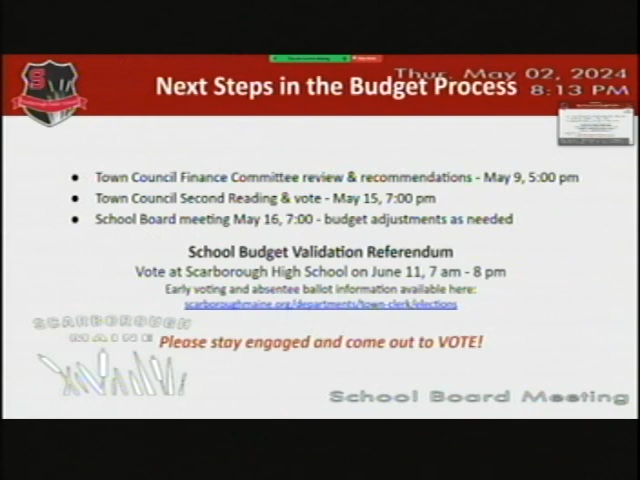 Thur, May 02, 2024
Next Steps in the Budget Process
8:13 PM
S
Town Council Finance Committee review & recommendations - May 9, 5:00 pm
Town Council Second Reading & vote - May 15, 7:00 pm
School Board meeting May 16, 7:00 - budget adjustments as needed
School Budget Validation Referendum
Vote at Scarborough High School on June 11, 7 am - 8 pm
Early voting and absentee ballot information available here:
scarboroughmaine.org/departments/town-clerk/elections
SCARBOROUGH
MAINE
Please stay engaged and come out to VOTE!
School Board Meeting